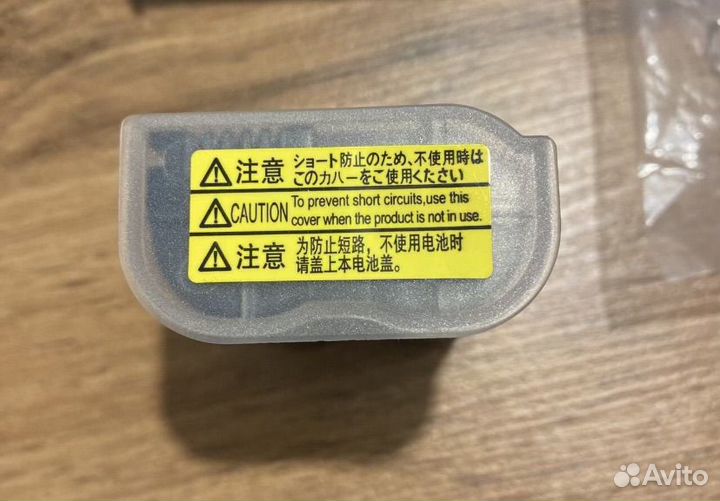 注意 ショート防止のため、不使用時は
このカハーをご使用ください
CAUTION To prevent short circuits,use this
cover when the product is not in use.
注意 为防止短路，不使用电池时
请盖上本电池盖。
Avito